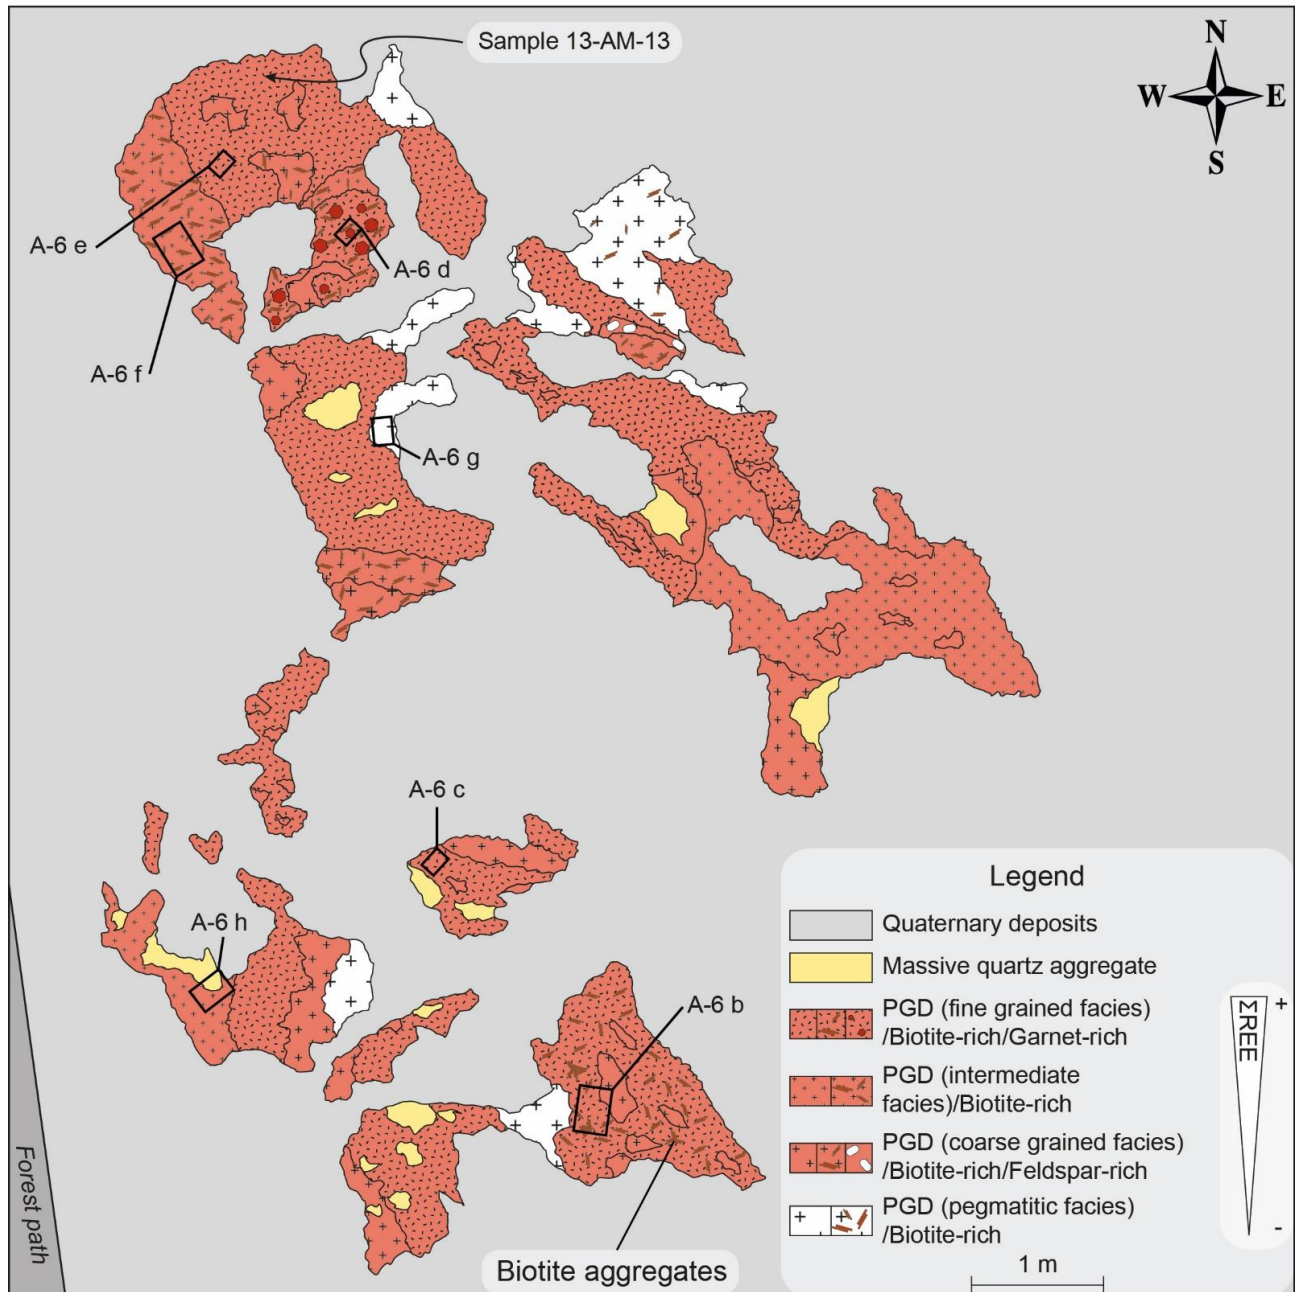 Sample 13-AM-13
N
W E
S
A-6 e
A-6 d
A-6 f
A-6 g
A-6 c
A-6 h
A-6 b
Biotite aggregates
Forest path
Legend
Quaternary deposits
Massive quartz aggregate
PGD (fine grained facies)
/Biotite-rich/Garnet-rich
PGD (intermediate
facies)/Biotite-rich
PGD (coarse grained facies)
/Biotite-rich/Feldspar-rich
PGD (pegmatitic facies)
/Biotite-rich
1 m
ΣREE
+
-